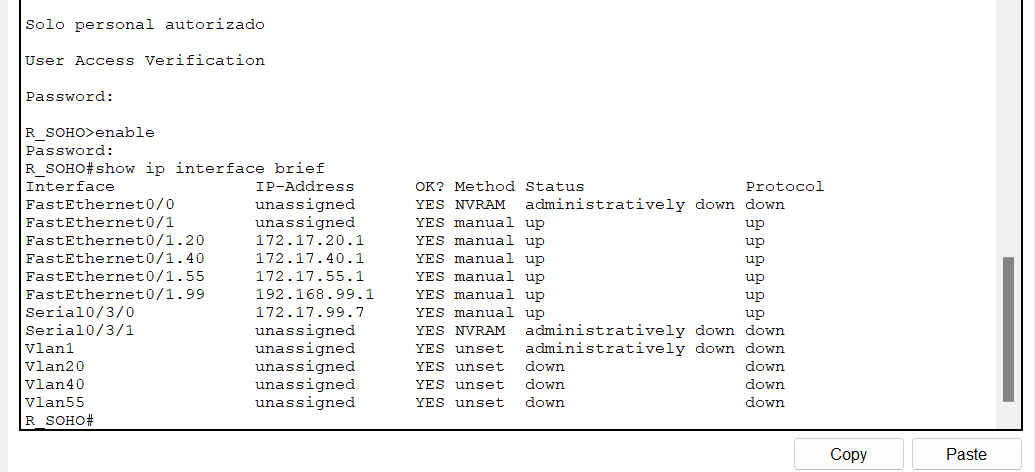 Solo personal autorizado
User Access Verification
Password:
R_SOHO>enable
Password:
R_SOHO#show ip interface brief
Interface              IP-Address      OK? Method Status                Protocol
FastEthernet0/0        unassigned      YES NVRAM  administratively down down
FastEthernet0/1        unassigned      YES manual up                    up
FastEthernet0/1.20     172.17.20.1     YES manual up                    up
FastEthernet0/1.40     172.17.40.1     YES manual up                    up
FastEthernet0/1.55     172.17.55.1     YES manual up                    up
FastEthernet0/1.99     192.168.99.1    YES manual up                    up
Serial0/3/0            172.17.99.7     YES manual up                    up
Serial0/3/1            unassigned      YES NVRAM  administratively down down
Vlan1                  unassigned      YES unset  administratively down down
Vlan20                 unassigned      YES unset  down                  down
Vlan40                 unassigned      YES unset  down                  down
Vlan55                 unassigned      YES unset  down                  down
R_SOHO#
Copy Paste